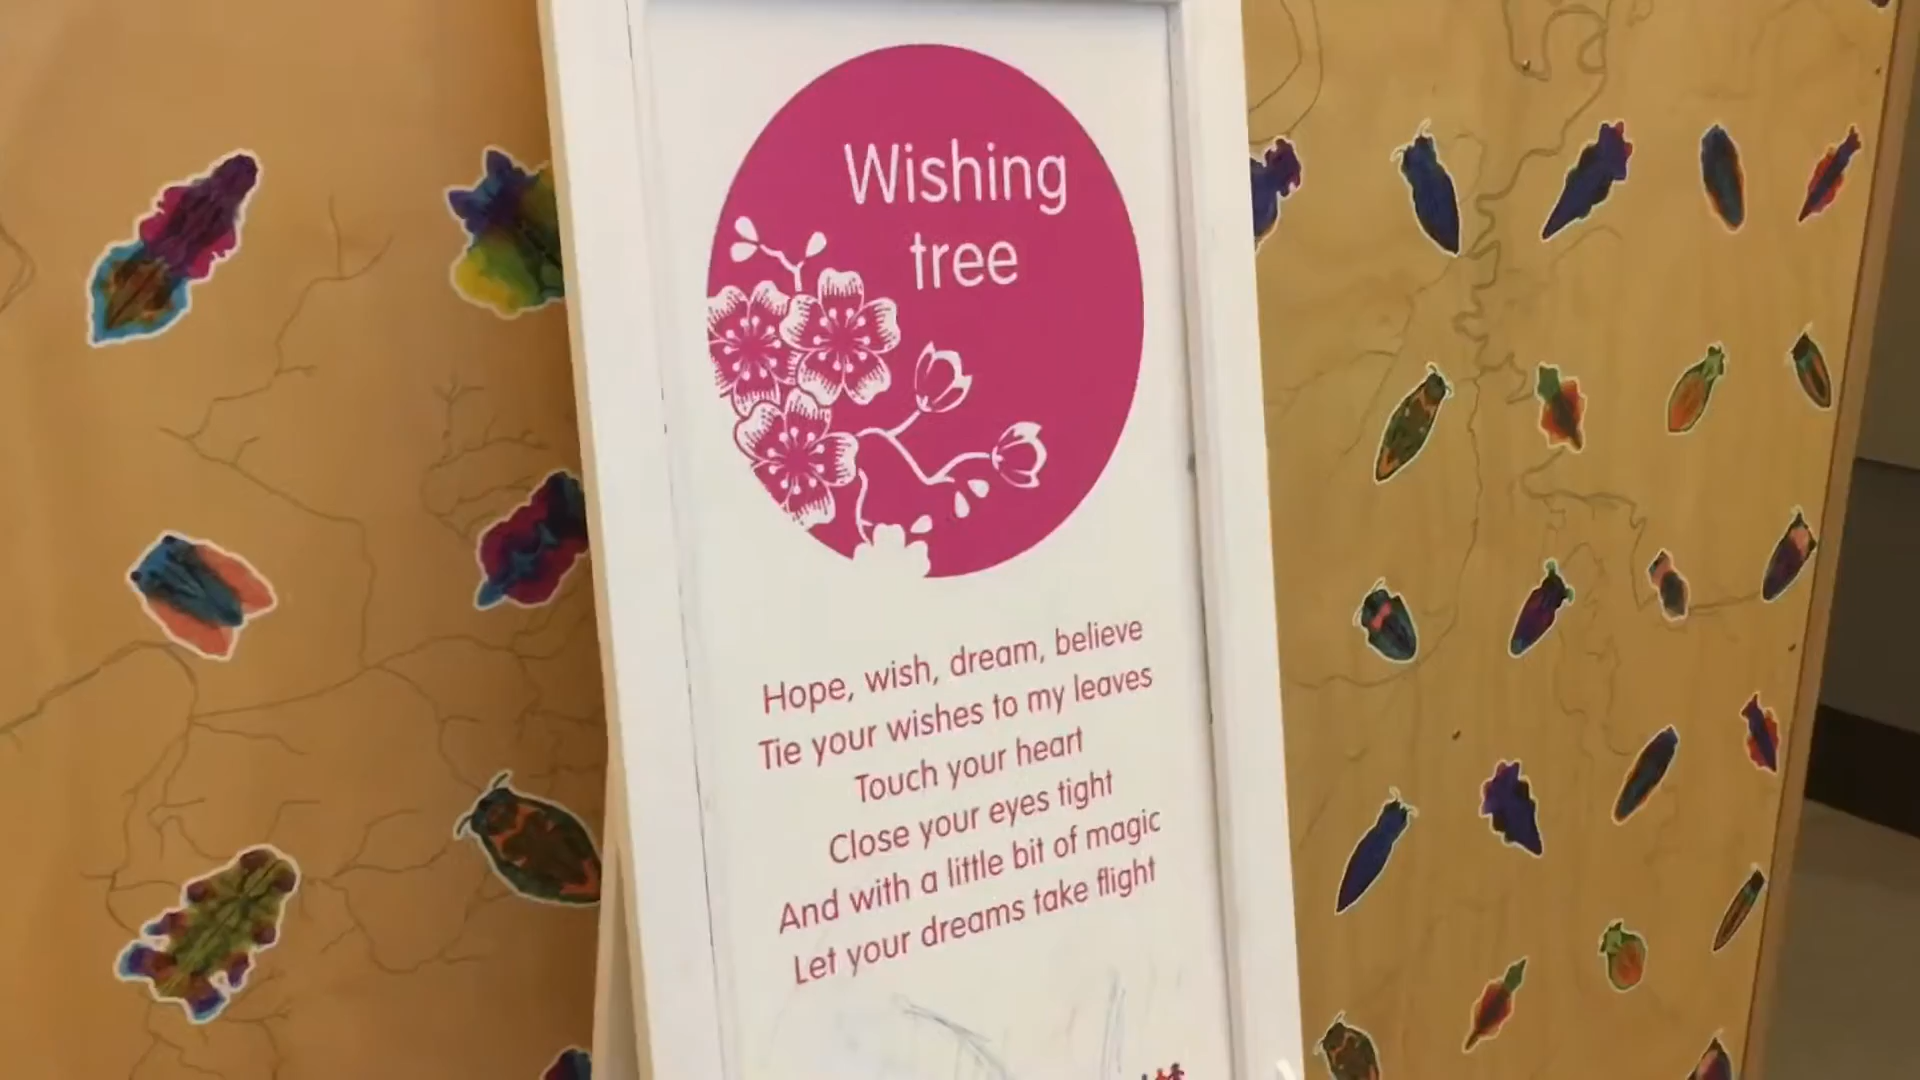 Wishing
tree
Hope, wish, dream, believe
Tie your wishes to my leaves
Touch your heart
Close your eyes tight
And with a little bit of magic
Let your dreams take flight